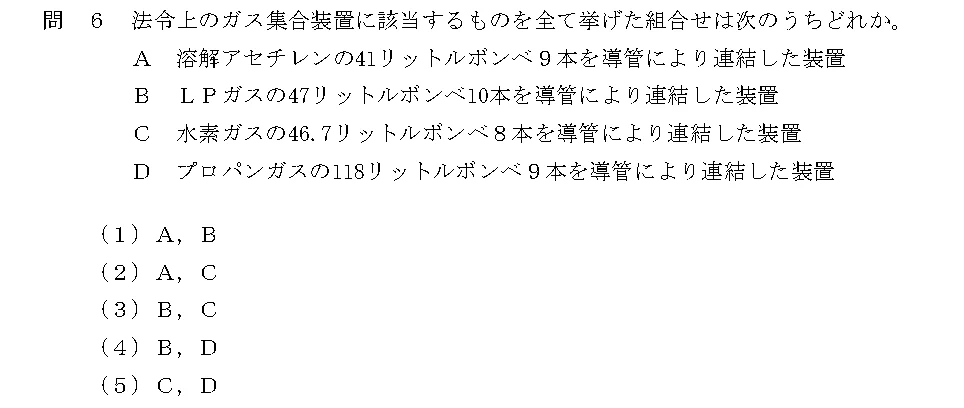 問 6 法令上のガス集合装置に該当するものを全て挙げた組合せは次のうちどれか。
A 溶解アセチレンの41リットルボンベ9本を導管により連結した装置
B LPガスの47リットルボンベ10本を導管により連結した装置
C 水素ガスの46.7リットルボンベ8本を導管により連結した装置
D プロパンガスの118リットルボンベ9本を導管により連結した装置
(1) A, B
(2) A, C
(3) B, C
(4) B, D
(5) C, D